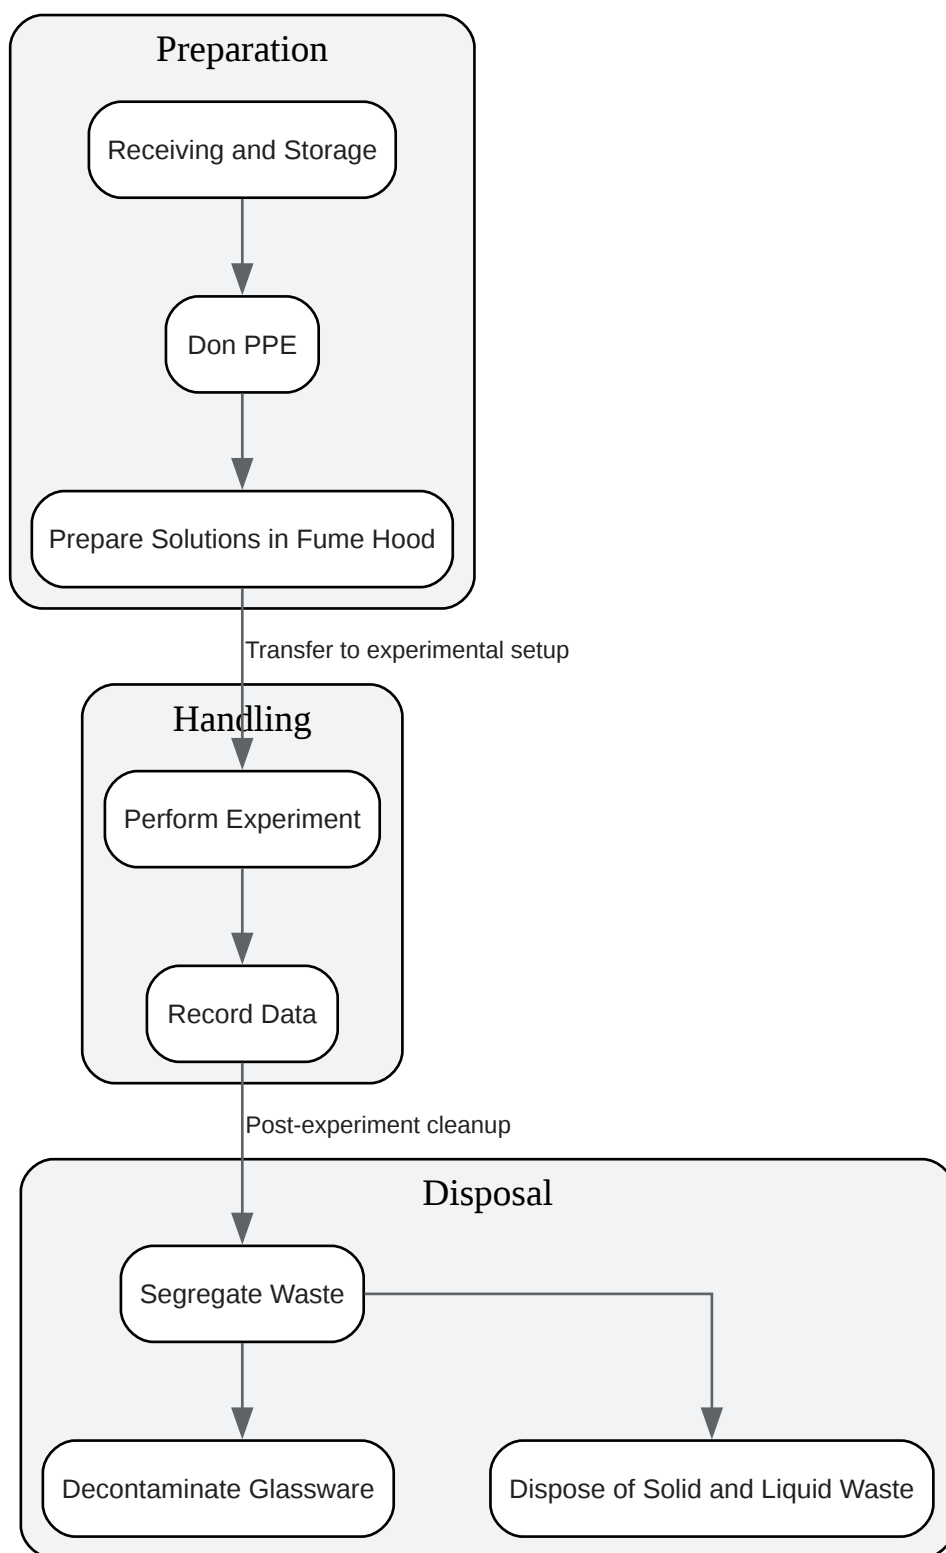 Preparation
Receiving and Storage
Don PPE
Prepare Solutions in Fume Hood
Transfer to experimental setup
Handling
Perform Experiment
Record Data
Post-experiment cleanup
Disposal
Segregate Waste
Decontaminate Glassware
Dispose of Solid and Liquid Waste